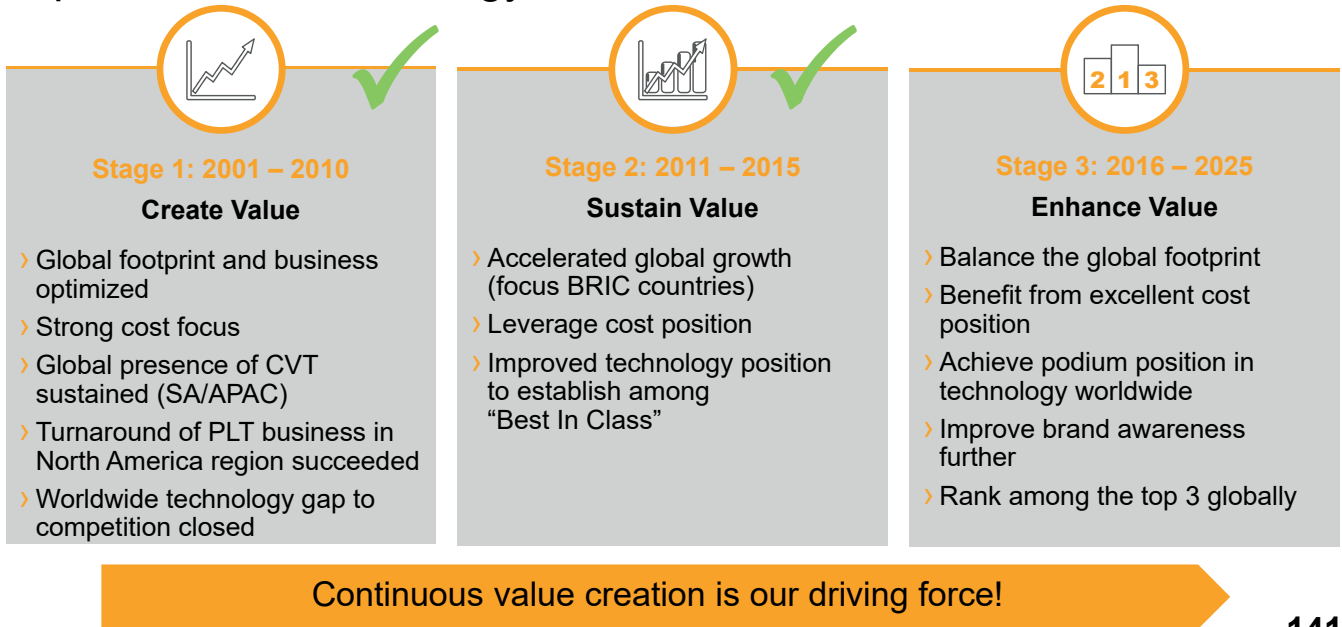 2 1 3
Stage 1: 2001 – 2010
Create Value
› Global footprint and business
optimized
› Strong cost focus
› Global presence of CVT
sustained (SA/APAC)
› Turnaround of PLT business in
North America region succeeded
› Worldwide technology gap to
competition closed
Stage 2: 2011 – 2015
Sustain Value
› Accelerated global growth
(focus BRIC countries)
› Leverage cost position
› Improved technology position
to establish among
“Best In Class”
Stage 3: 2016 – 2025
Enhance Value
› Balance the global footprint
› Benefit from excellent cost
position
› Achieve podium position in
technology worldwide
› Improve brand awareness
further
› Rank among the top 3 globally
Continuous value creation is our driving force!
141